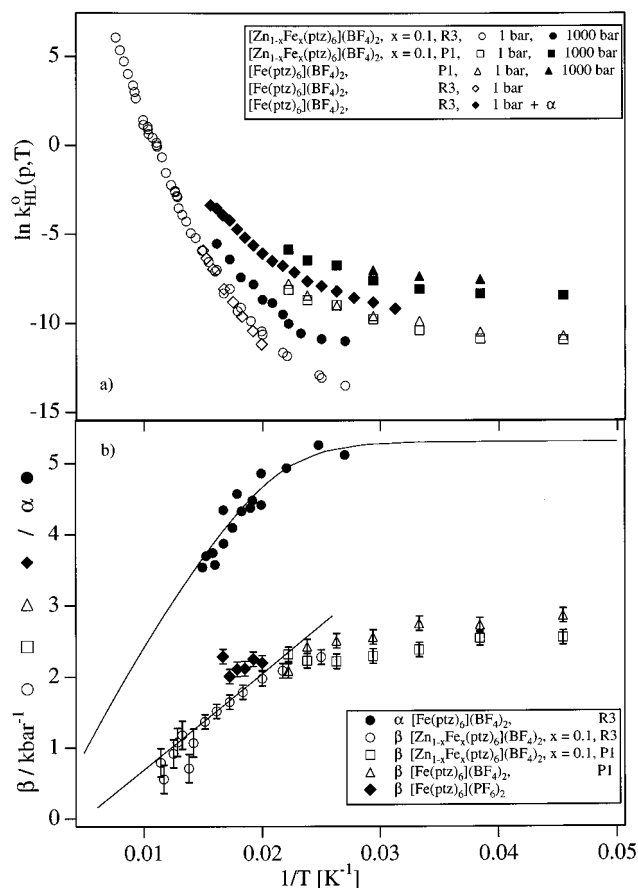 [Zn1-xFex(ptz)6](BF4)2, x = 0.1, R3, ○ 1 bar, ● 1000 bar
[Zn1-xFex(ptz)6](BF4)2, x = 0.1, P1, □ 1 bar, ■ 1000 bar
[Fe(ptz)6](BF4)2, P1, △ 1 bar, ▲ 1000 bar
[Fe(ptz)6](BF4)2, R3, ◇ 1 bar
[Fe(ptz)6](BF4)2, R3, ◆ 1 bar + α
ln k°HL(p,T)
5
0
-5
-10
-15
a)
b)
β / kbar-1 ○ □ △ ◆ / α ●
5
4
3
2
1
0
● α [Fe(ptz)6](BF4)2, R3
○ β [Zn1-xFex(ptz)6](BF4)2, x = 0.1, R3
□ β [Zn1-xFex(ptz)6](BF4)2, x = 0.1, P1
△ β [Fe(ptz)6](BF4)2, P1
◆ β [Fe(ptz)6](PF6)2
0.01 0.02 0.03 0.04 0.05
1/T [K-1]